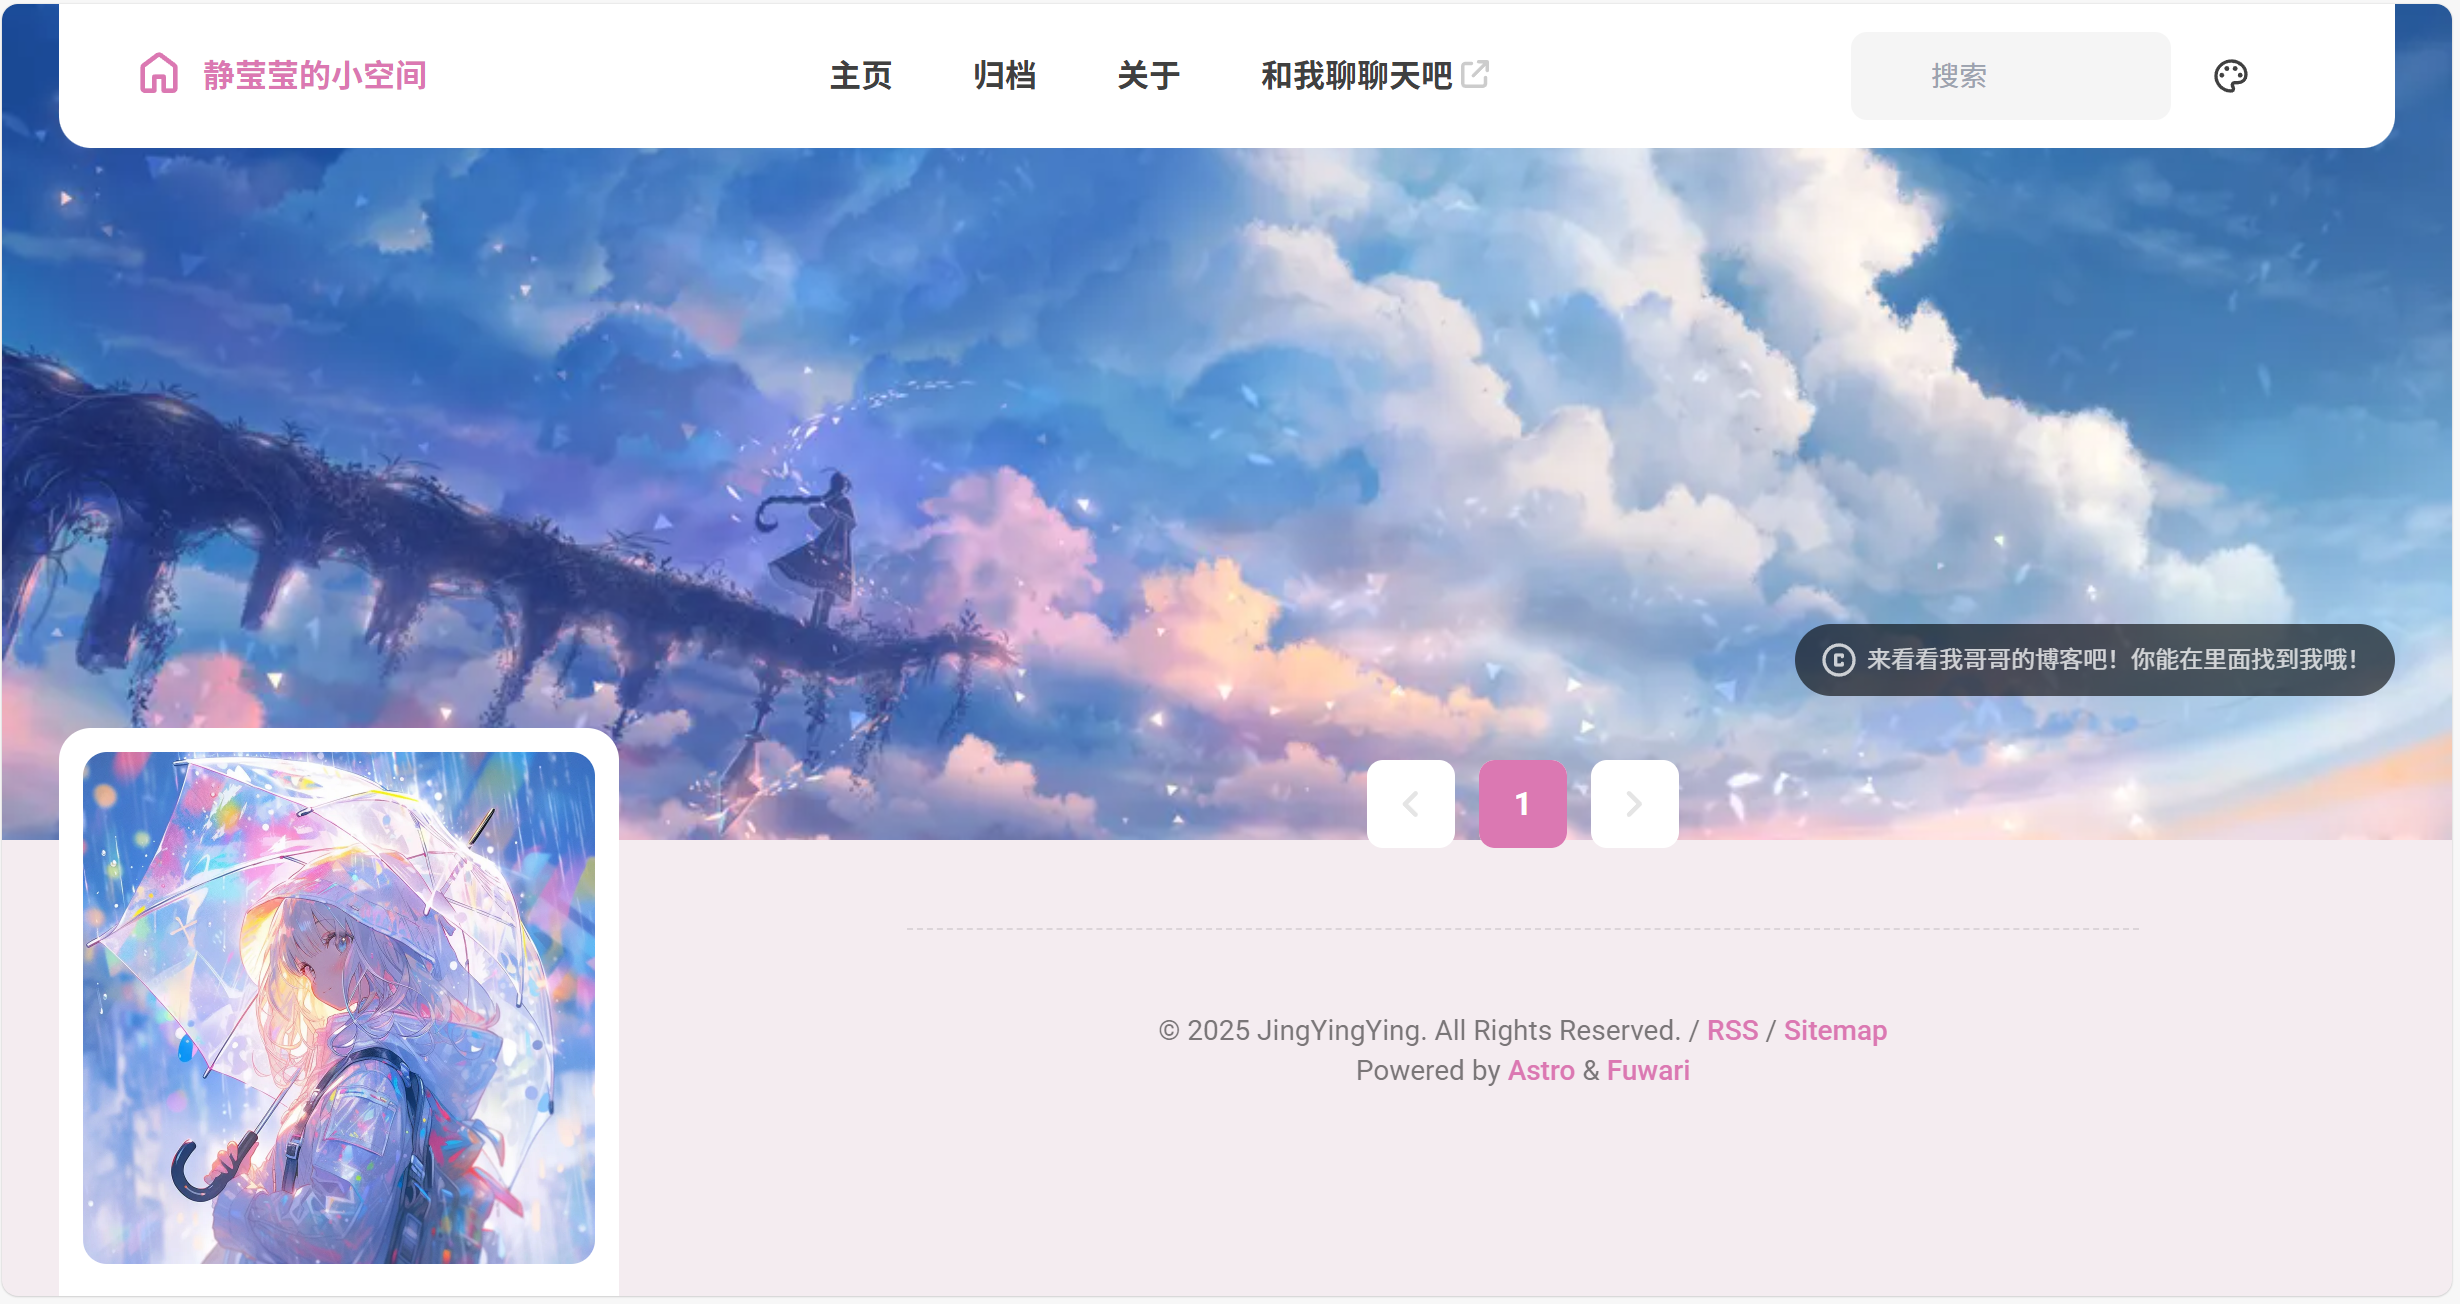 静莹莹的小空间
主页
归档
关于
和我聊聊天吧
搜索
来看看我哥哥的博客吧！你能在里面找到我哦！
1
© 2025 JingYingYing. All Rights Reserved. / RSS / Sitemap
Powered by Astro & Fuwari